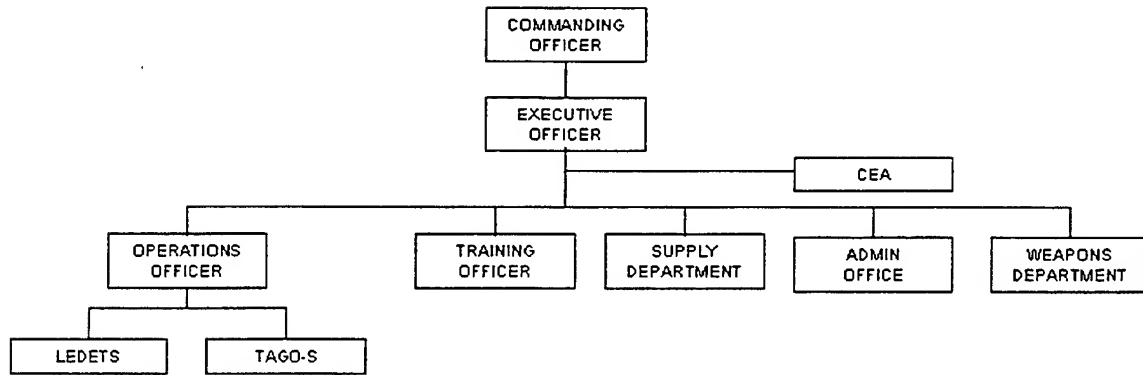 COMMANDING
OFFICER
EXECUTIVE
OFFICER
CEA
OPERATIONS
OFFICER
TRAINING
OFFICER
SUPPLY
DEPARTMENT
ADMIN
OFFICE
WEAPONS
DEPARTMENT
LEDETS
TAGO-S